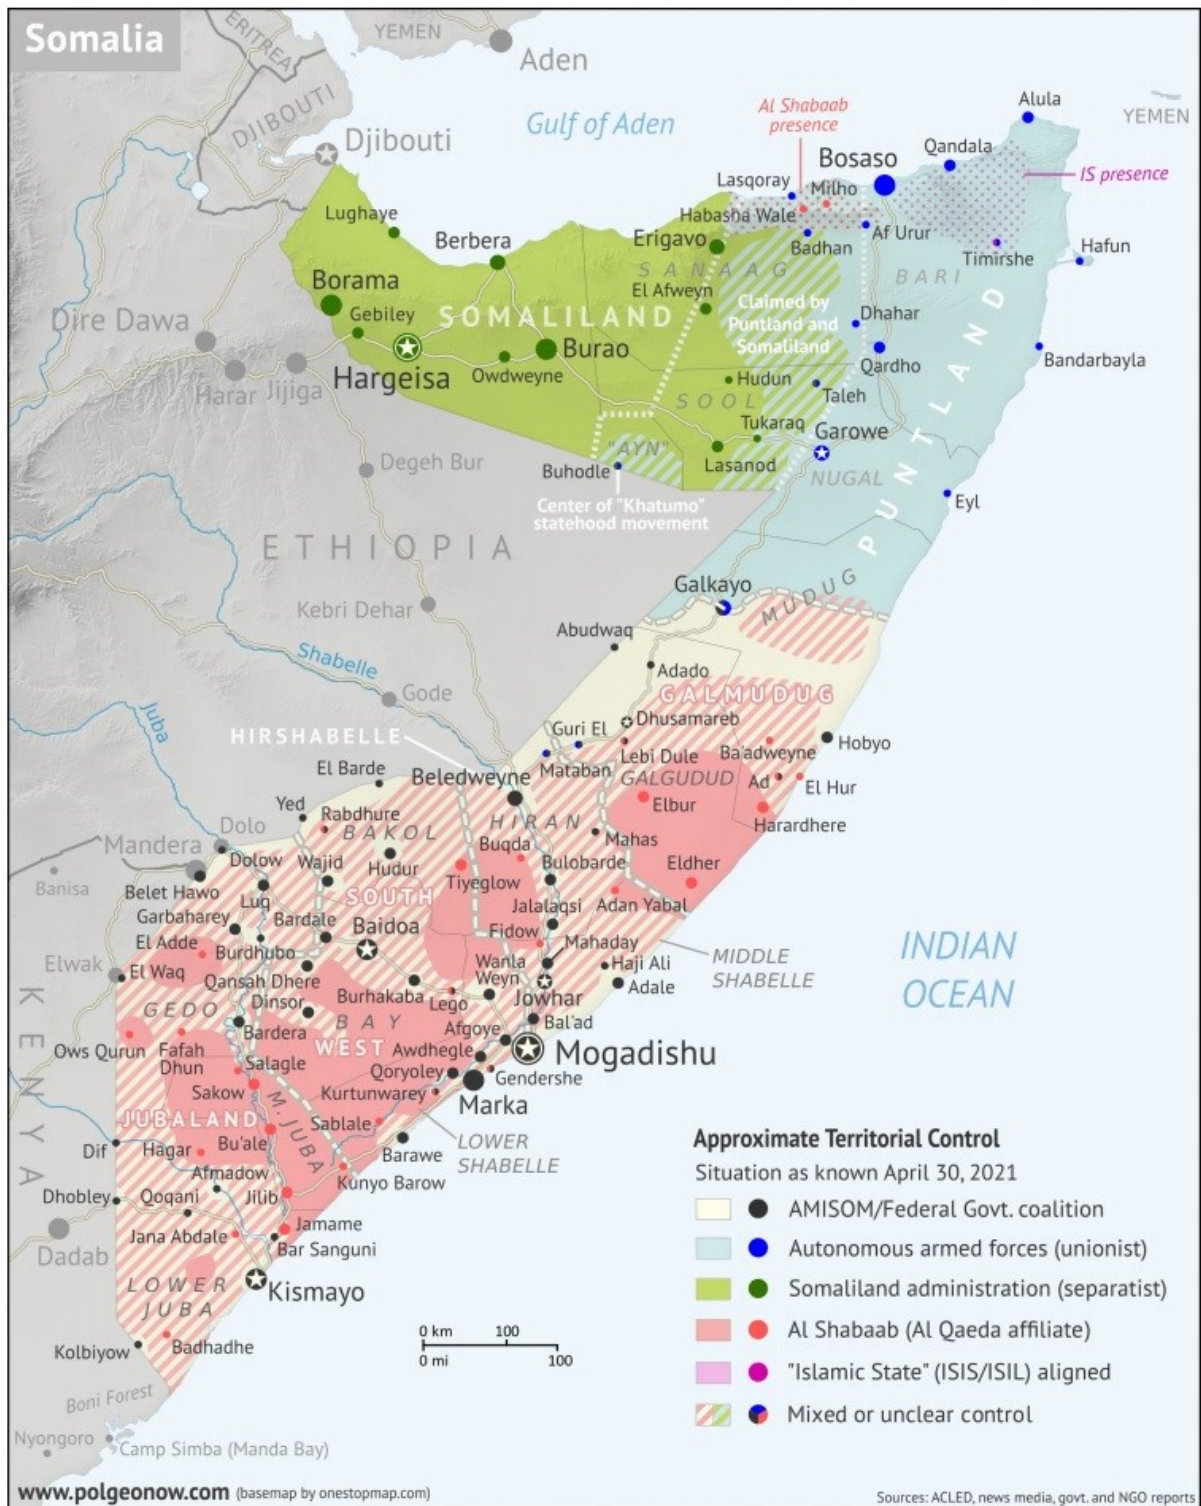 Somalia
ERITREA
YEMEN
Aden
DJIBOUTI
Djibouti
Gulf of Aden
Al Shabaab
presence
Alula
YEMEN
Bosaso
Qandala
IS presence
Lasqoray
Milho
Habasha Wale
Lughaye
Berbera
Erigavo
Badhan
Af Urur
Timirshe
Hafun
SANAAG
BARI
Borama
El Afweyn
Claimed by
Puntland and
Somaliland
Gebiley
SOMALILAND
Dhahar
PUNTLAND
Dire Dawa
Burao
Qardho
Bandarbayla
Hargeisa
Owdweyne
Hudun
Taleh
Harar
Jijiga
SOOL
Tukaraq
Garowe
"AYN"
Degeh Bur
Buhodle
Lasanod
NUGAL
Eyl
Center of "Khatumo"
statehood movement
ETHIOPIA
Galkayo
MUDUG
Kebri Dehar
Abudwaq
Shabelle
Adado
Juba
Gode
GALMUDUG
Dhusamareb
HIRSHABELLE
Guri El
Lebi Dule
Ba'adweyne
Hobyo
El Barde
Beledweyne
Mataban
GALGUDUD
Ad
El Hur
Yed
Rabdhure
Elbur
Harardhere
Dolo
BAKOL
HIRAN
Mahas
Mandera
Dolow
Wajid
Hudur
Buqda
Bulobarde
Eldher
Banisa
Belet Hawo
Luq
SOUTH
Tiyeglow
Garbaharey
Bardale
Baidoa
Jalalaqsi
Adan Yabal
El Adde
Burdhubo
Fidow
Mahaday
MIDDLE
SHABELLE
Elwak
El Waq
Qansah Dhere
Wanla
Weyn
Haji Ali
INDIAN
OCEAN
Dinsor
Burhakaba
Lego
Jowhar
Adale
KENYA
GEDO
BAY
Bardera
Afgoye
Bal'ad
Ows Qurun
Fafah
Dhun
WEST
Awdhegle
Mogadishu
Salagle
Qoryoley
Gendershe
Sakow
Kurtunwarey
Marka
JUBALAND
M. JUBA
Sablale
LOWER
SHABELLE
Dif
Hagar
Bu'ale
Barawe
Afmadow
Kunyo Barow
Dhobley
Qoqani
Jilib
Jamame
Jana Abdale
Bar Sanguni
Dadab
LOWER
JUBA
Kismayo
Kolbiyow
Badhadhe
0 km 100
0 mi 100
Boni Forest
Nyongoro
Camp Simba (Manda Bay)
Approximate Territorial Control
Situation as known April 30, 2021
AMISOM/Federal Govt. coalition
Autonomous armed forces (unionist)
Somaliland administration (separatist)
Al Shabaab (Al Qaeda affiliate)
"Islamic State" (ISIS/ISIL) aligned
Mixed or unclear control
www.polgeonow.com (basemap by onestopmap.com)
Sources: ACLED, news media, govt. and NGO reports